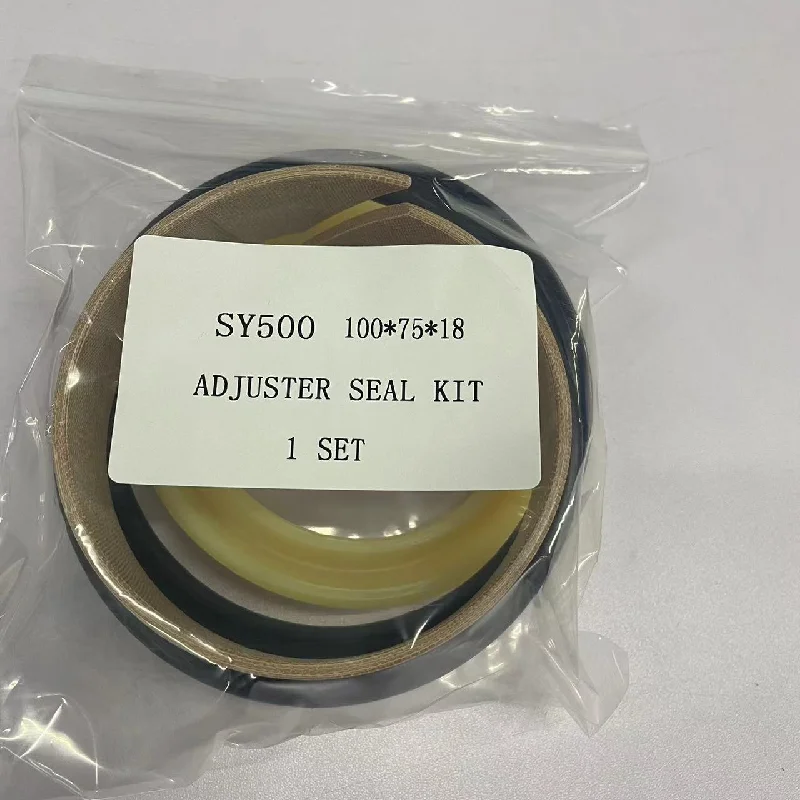 SY500 100*75*18
ADJUSTER SEAL KIT
1 SET